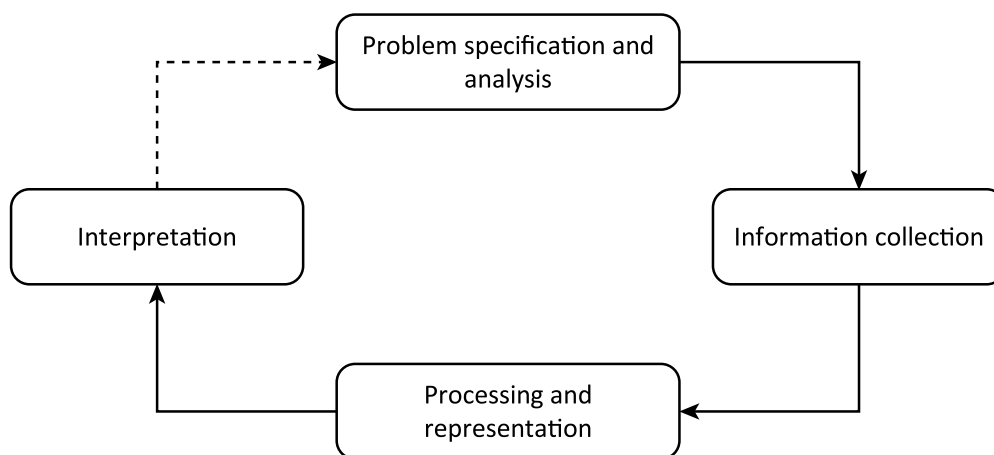 Problem specification and
analysis
Interpretation
Information collection
Processing and
representation